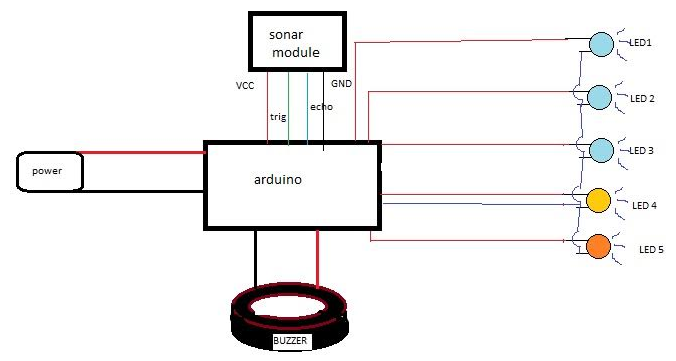 sonar
module
VCC
GND
trig
echo
power
arduino
BUZZER
LED1
LED 2
LED 3
LED 4
LED 5